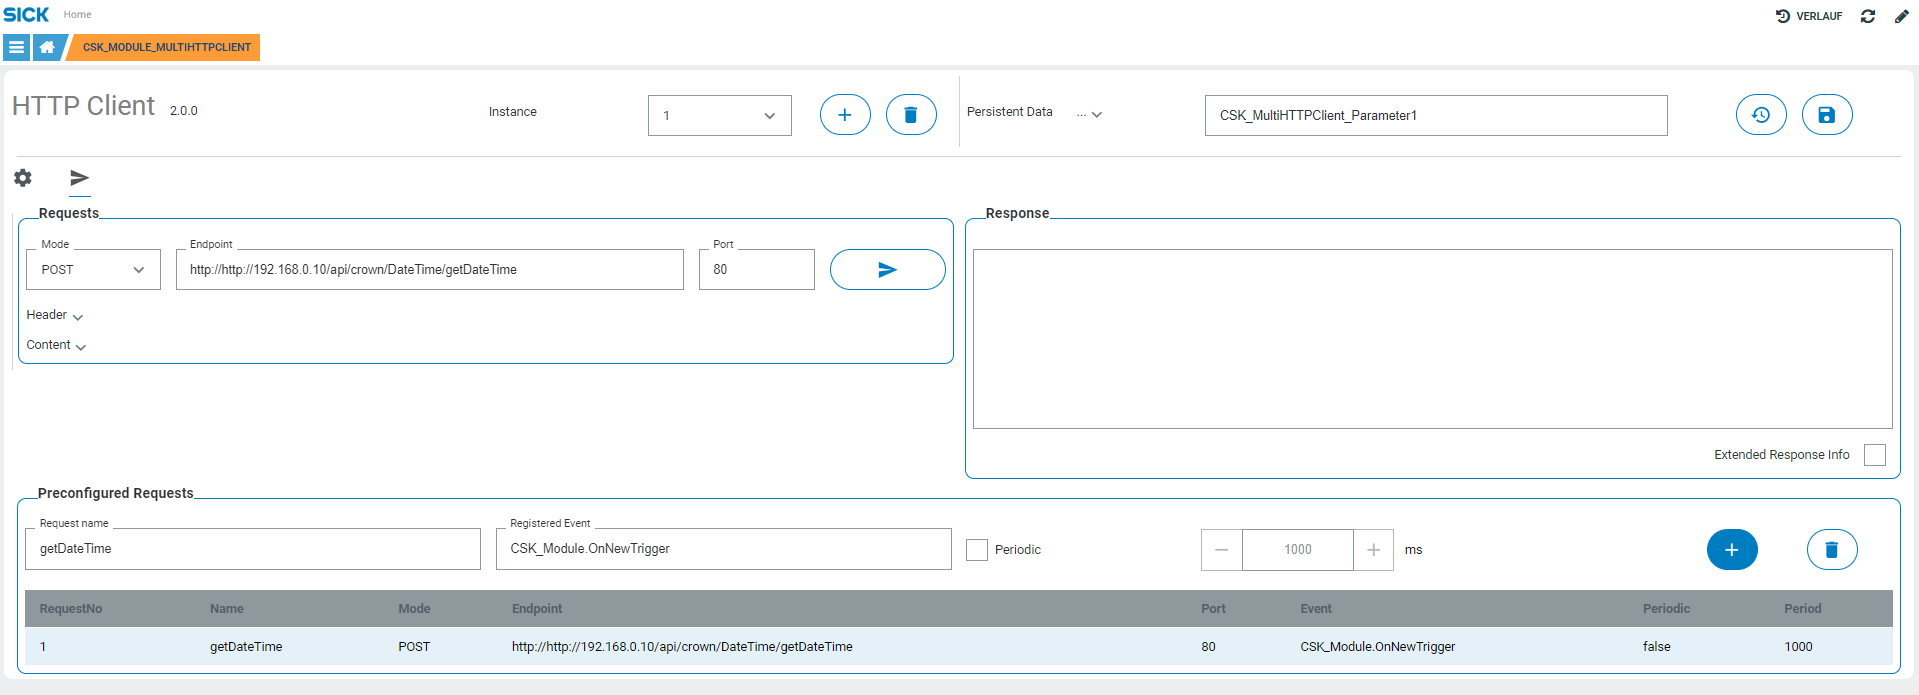 SICK Home VERLAUF
CSK_MODULE_MULTIHTTPCLIENT
HTTP Client 2.0.0 Instance 1 Persistent Data ... CSK_MultiHTTPClient_Parameter1
Requests
Mode Endpoint Port
POST http://http://192.168.0.10/api/crown/DateTime/getDateTime 80
Header
Content
Response
Extended Response Info
Preconfigured Requests
Request name Registered Event
getDateTime CSK_Module.OnNewTrigger Periodic 1000 ms
RequestNo Name Mode Endpoint Port Event Periodic Period
1 getDateTime POST http://http://192.168.0.10/api/crown/DateTime/getDateTime 80 CSK_Module.OnNewTrigger false 1000